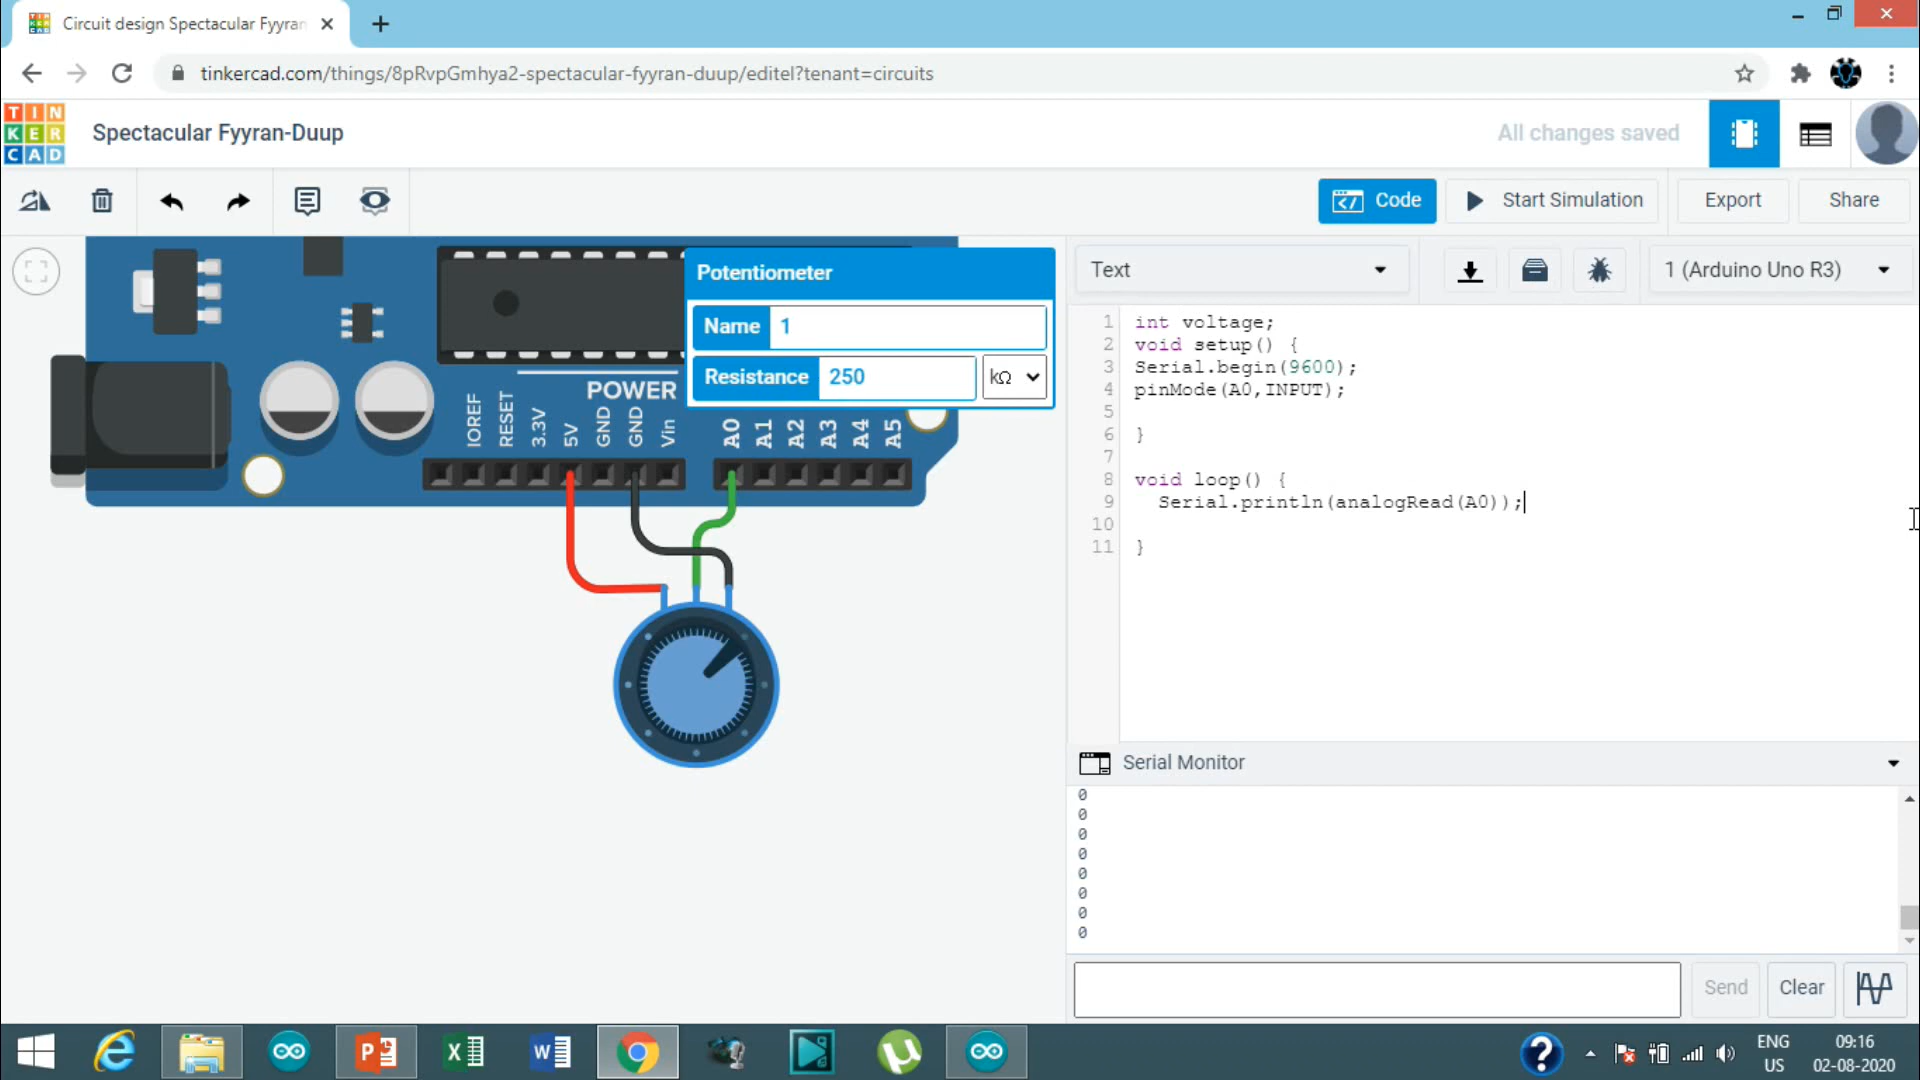 Circuit design Spectacular Fyyran
tinkercad.com/things/8pRvpGmhya2-spectacular-fyyran-duup/editel?tenant=circuits
TIN
KER
CAD
Spectacular Fyyran-Duup
All changes saved
Code
Start Simulation
Export
Share
Potentiometer
Name 1
Resistance 250 kΩ
POWER
IOREF
RESET
3.3V
5V
GND
GND
Vin
A0
A1
A2
A3
A4
A5
Text
1 (Arduino Uno R3)
1 int voltage;
2 void setup() {
3 Serial.begin(9600);
4 pinMode(A0,INPUT);
5
6 }
7
8 void loop() {
9 Serial.println(analogRead(A0));
10
11 }
Serial Monitor
0
0
0
0
0
0
0
0
Send
Clear
ENG
US
09:16
02-08-2020